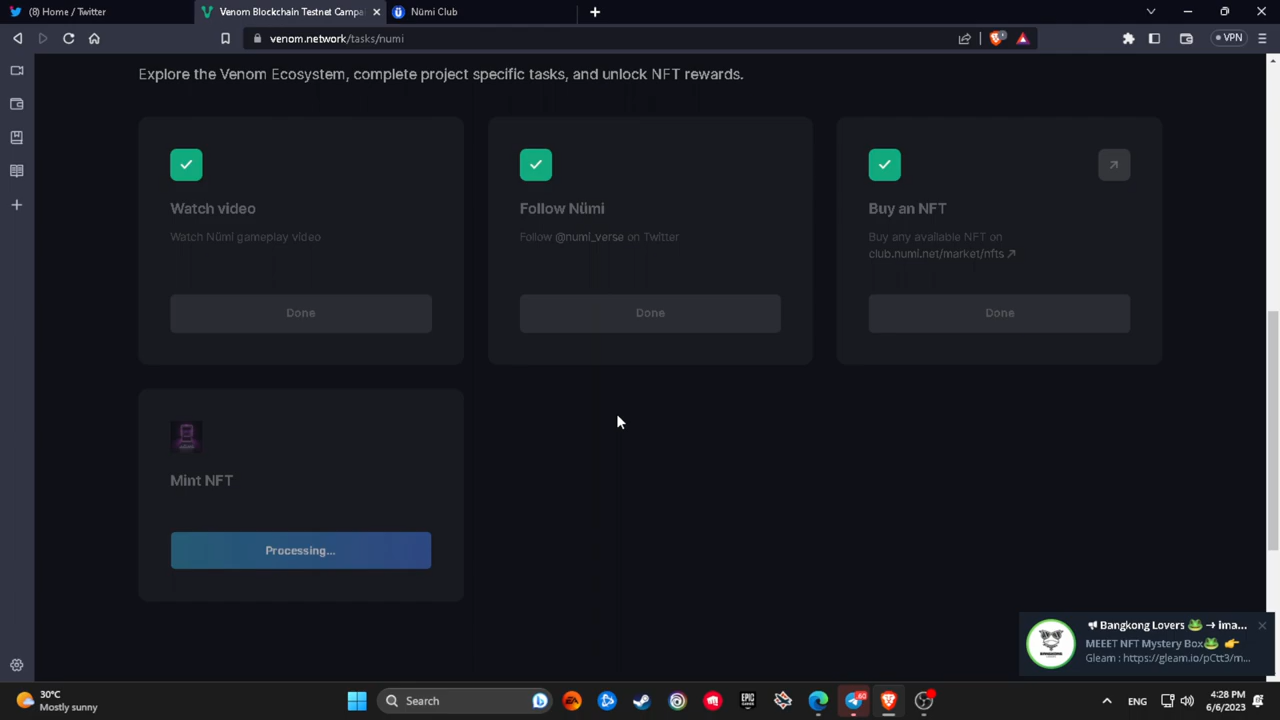 (8) Home / Twitter
Venom Blockchain Testnet Campa
Nümi Club
venom.network/tasks/numi
VPN
Explore the Venom Ecosystem, complete project specific tasks, and unlock NFT rewards.
Watch video
Watch Nümi gameplay video
Done
Follow Nümi
Follow @numi_verse on Twitter
Done
Buy an NFT
Buy any available NFT on
club.numi.net/market/nfts
Done
Mint NFT
Processing...
Bangkong Lovers → ima...
MEEET NFT Mystery Box
Gleam : https://gleam.io/pCtt3/m...
30°C
Mostly sunny
Search
EPIC
60
ENG
4:28 PM
6/6/2023